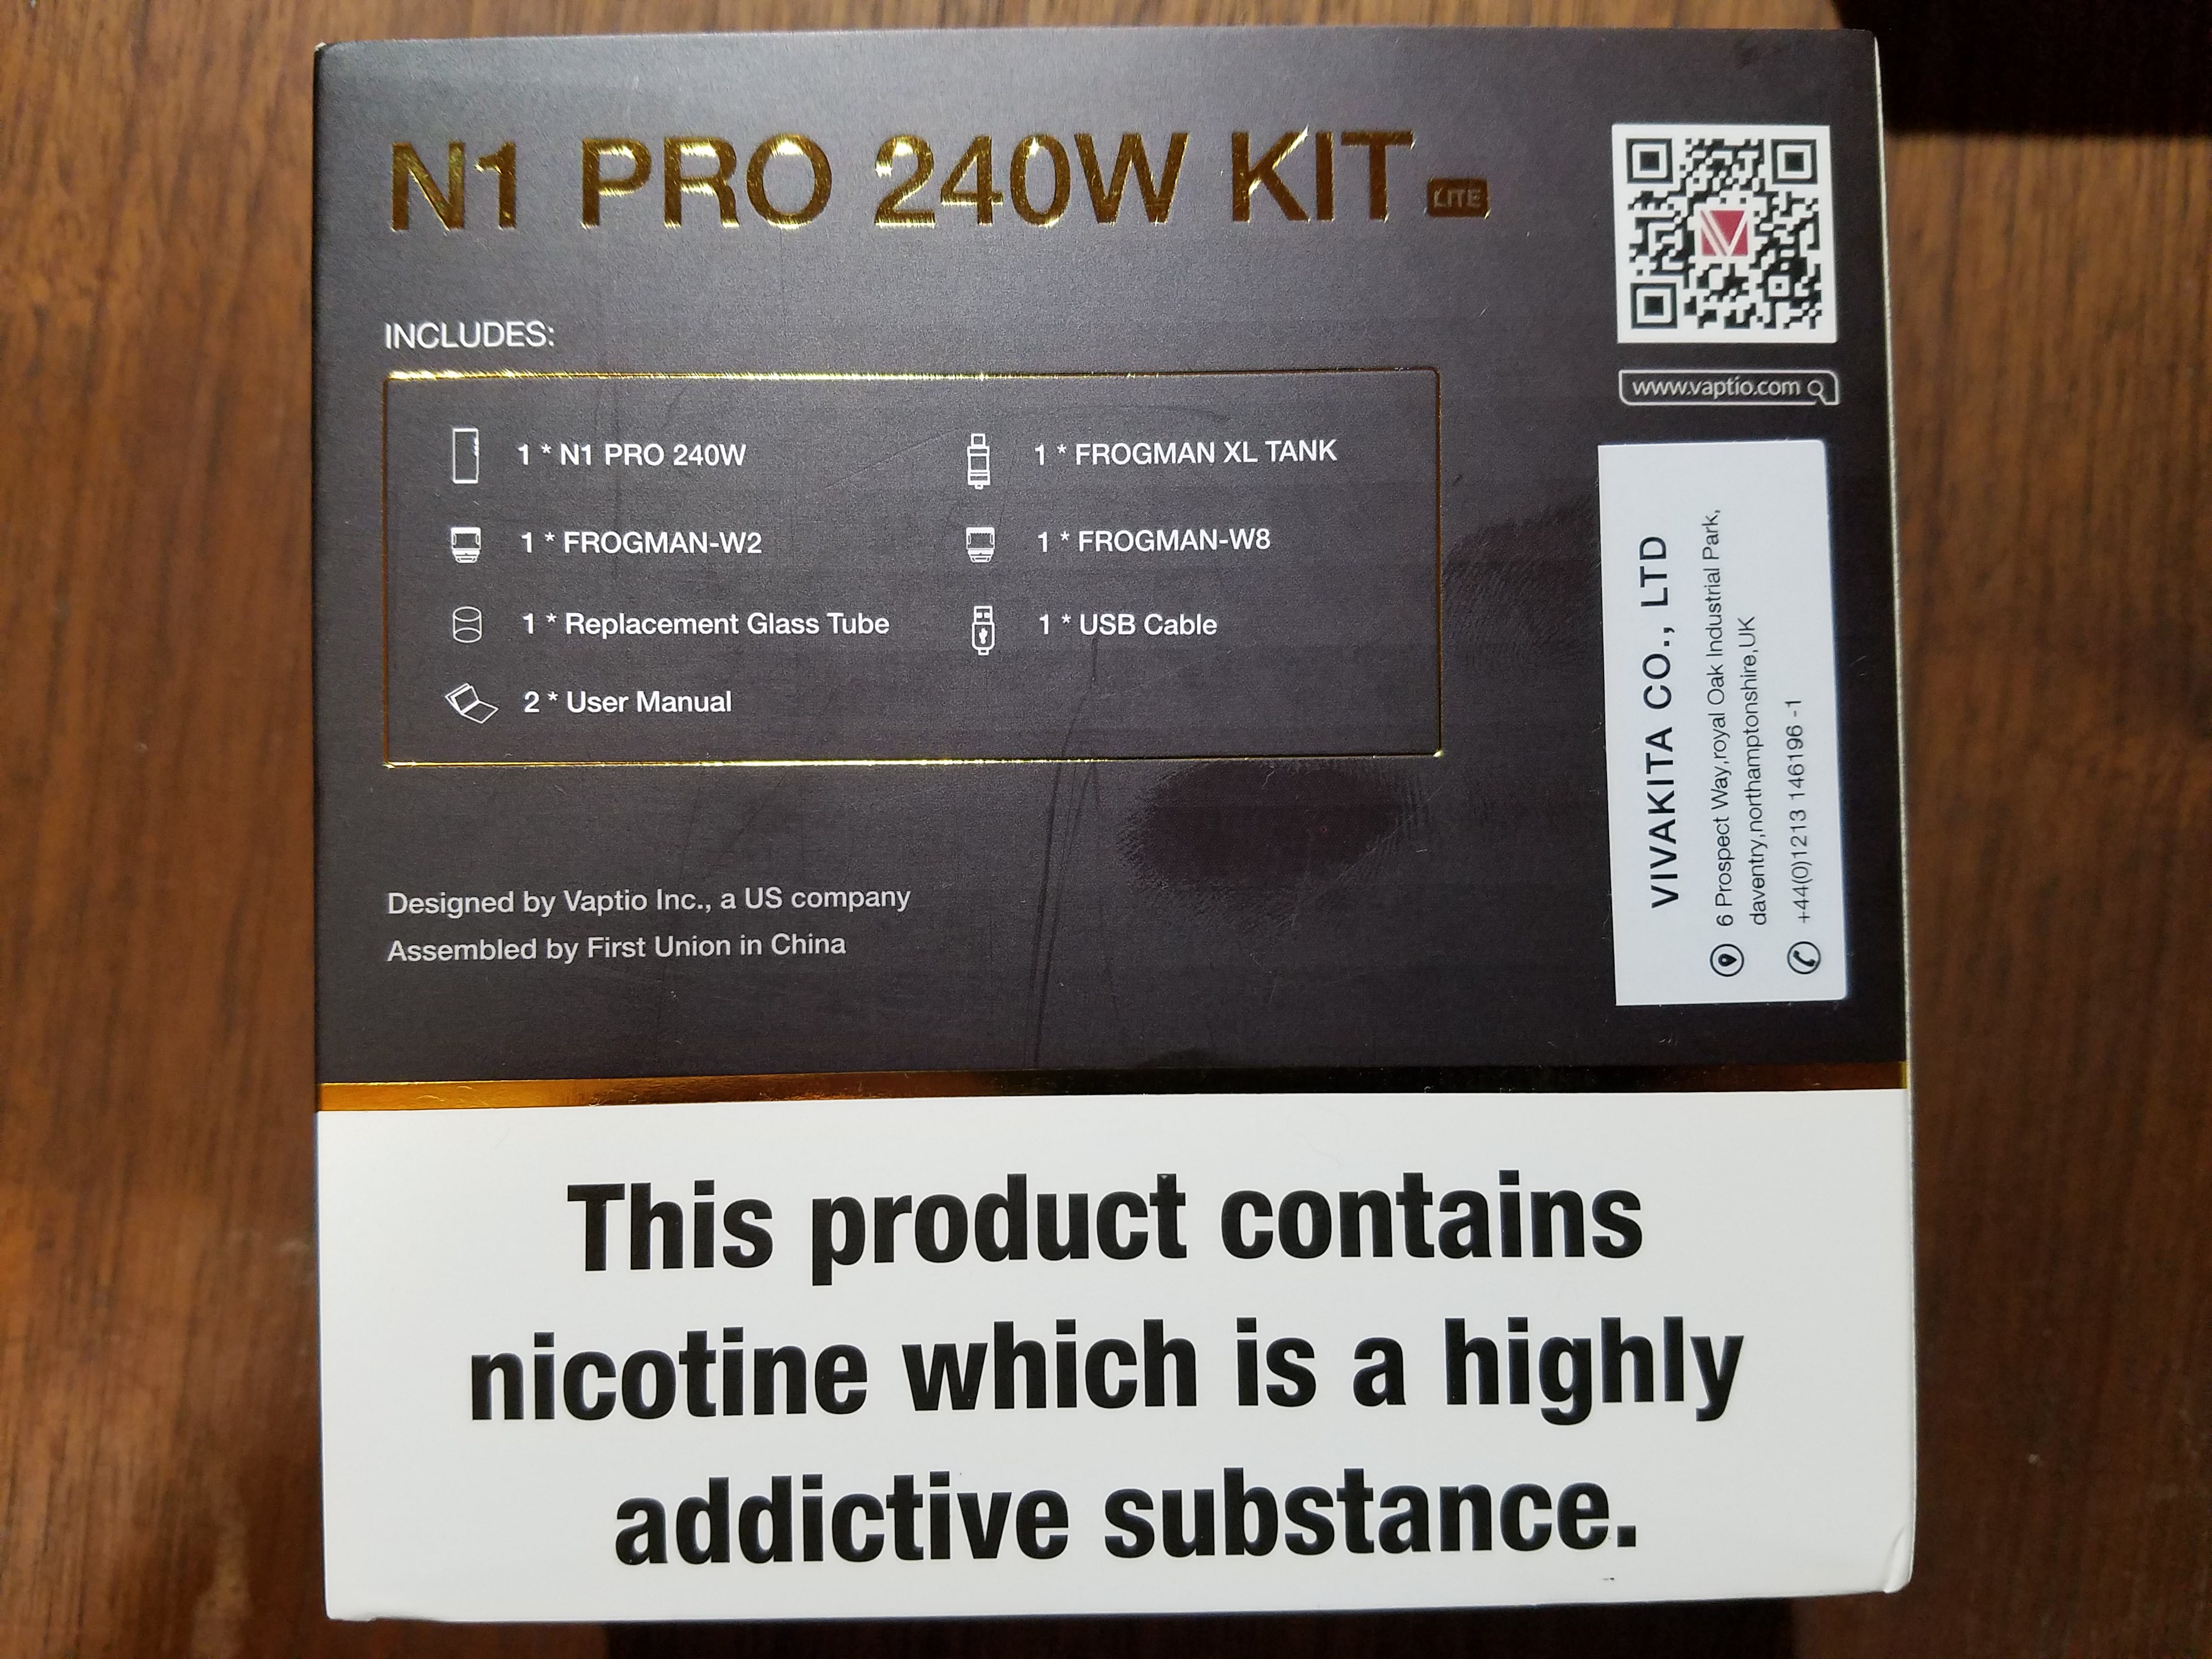 N1 PRO 240W KIT LITE
INCLUDES:
1 * N1 PRO 240W
1 * FROGMAN XL TANK
1 * FROGMAN-W2
1 * FROGMAN-W8
1 * Replacement Glass Tube
1 * USB Cable
2 * User Manual
Designed by Vaptio Inc., a US company
Assembled by First Union in China
www.vaptio.com
VIVAKITA CO., LTD
6 Prospect Way,royal Oak Industrial Park,
daventry,northamptonshire,UK
+44(0)1213 146196 -1
This product contains
nicotine which is a highly
addictive substance.